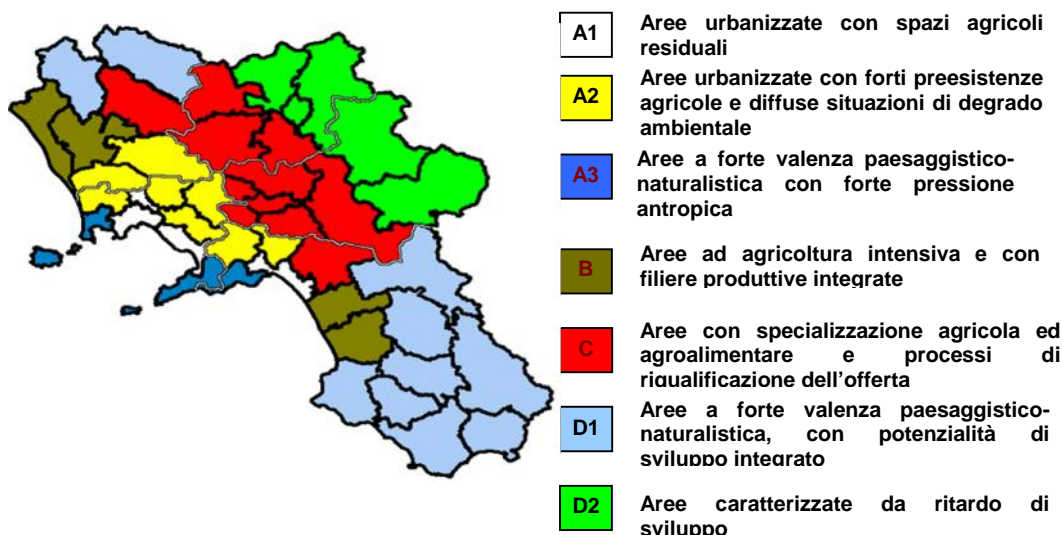 A1
Aree urbanizzate con spazi agricoli
residuali
A2
Aree urbanizzate con forti preesistenze
agricole e diffuse situazioni di degrado
ambientale
A3
Aree a forte valenza paesaggistico-
naturalistica con forte pressione
antropica
B
Aree ad agricoltura intensiva e con
filiere produttive integrate
C
Aree con specializzazione agricola ed
agroalimentare e processi di
riqualificazione dell'offerta
D1
Aree a forte valenza paesaggistico-
naturalistica, con potenzialità di
sviluppo integrato
D2
Aree caratterizzate da ritardo di
sviluppo